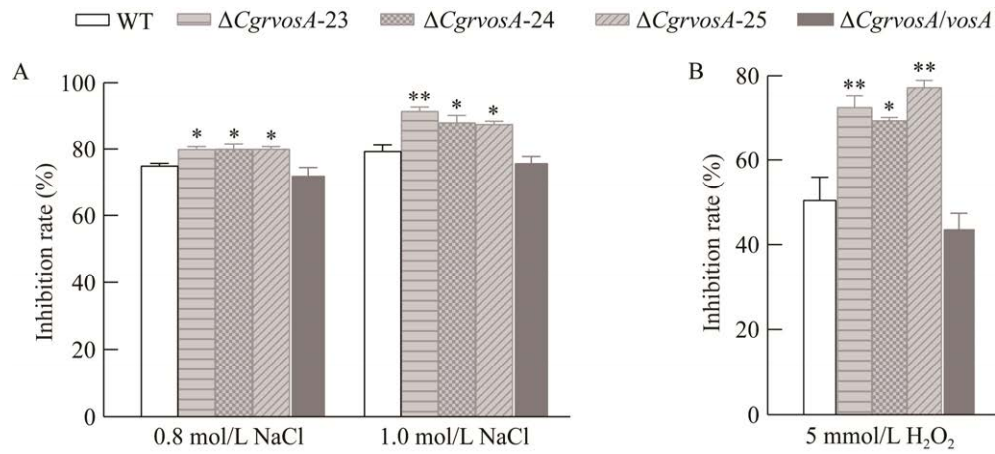 WT ΔCgrvosA-23 ΔCgrvosA-24 ΔCgrvosA-25 ΔCgrvosA/vosA
A
Inhibition rate (%)
100
80
60
40
20
0
* * *
** * *
0.8 mol/L NaCl 1.0 mol/L NaCl
B
Inhibition rate (%)
80
60
40
20
0
** * **
5 mmol/L H₂O₂